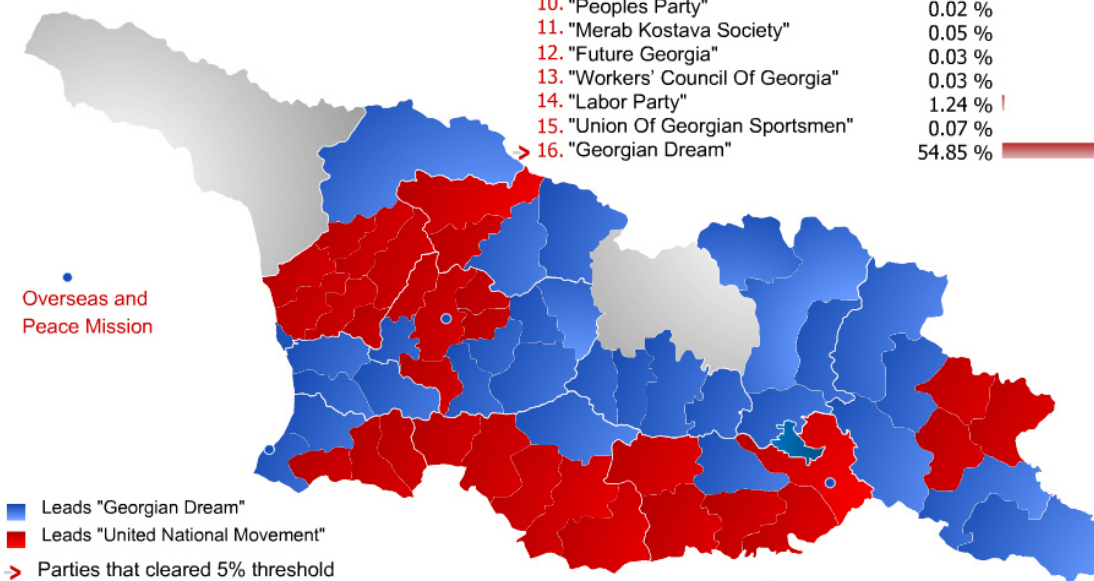 10. "Peoples Party" 0.02 %
11. "Merab Kostava Society" 0.05 %
12. "Future Georgia" 0.03 %
13. "Workers' Council Of Georgia" 0.03 %
14. "Labor Party" 1.24 %
15. "Union Of Georgian Sportsmen" 0.07 %
16. "Georgian Dream" 54.85 %
Overseas and
Peace Mission
Leads "Georgian Dream"
Leads "United National Movement"
Parties that cleared 5% threshold